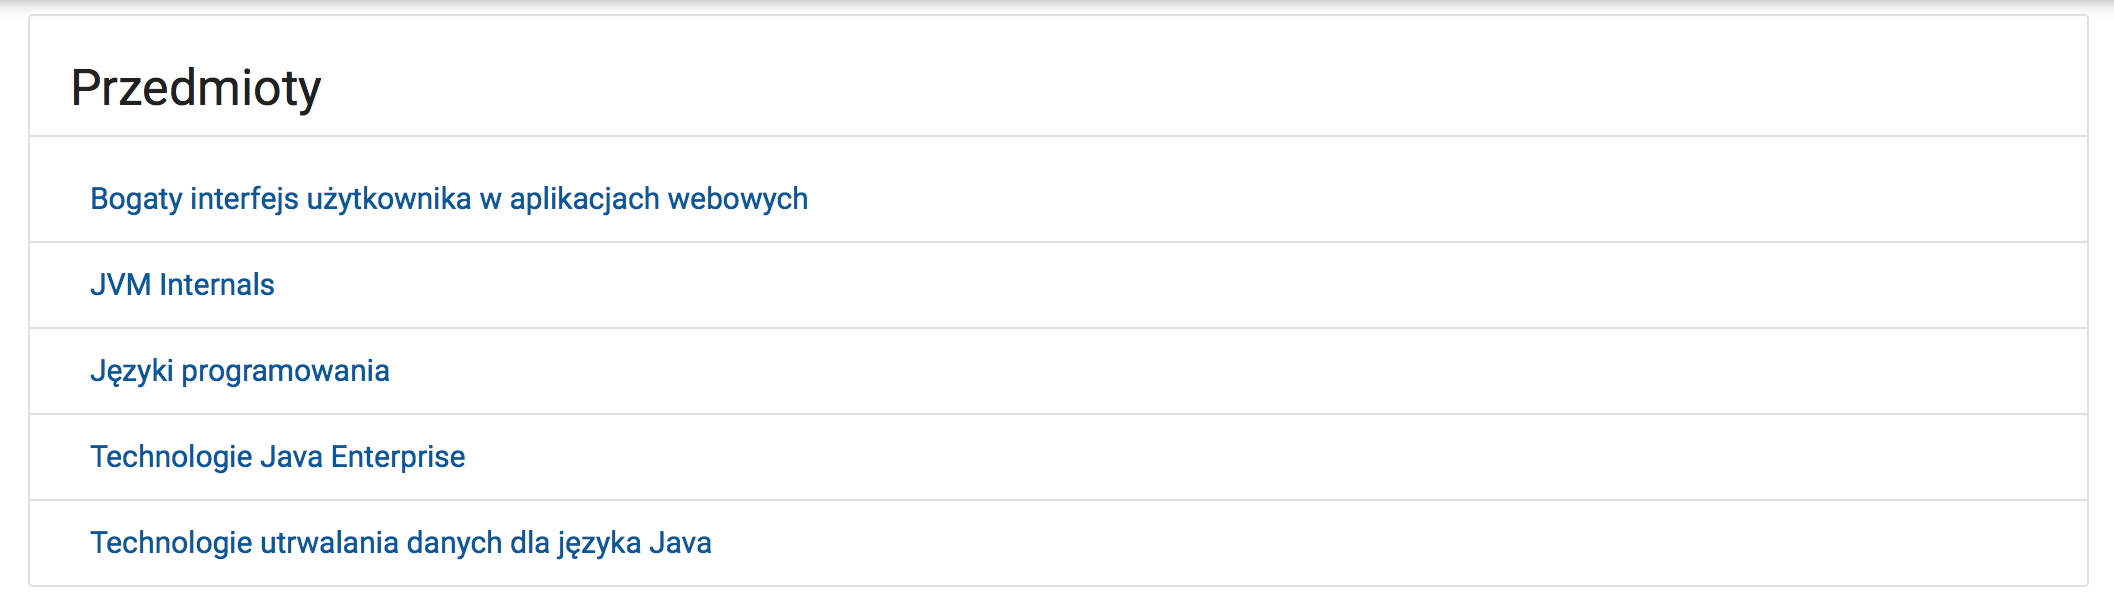 Przedmioty
Bogaty interfejs użytkownika w aplikacjach webowych
JVM Internals
Języki programowania
Technologie Java Enterprise
Technologie utrwalania danych dla języka Java